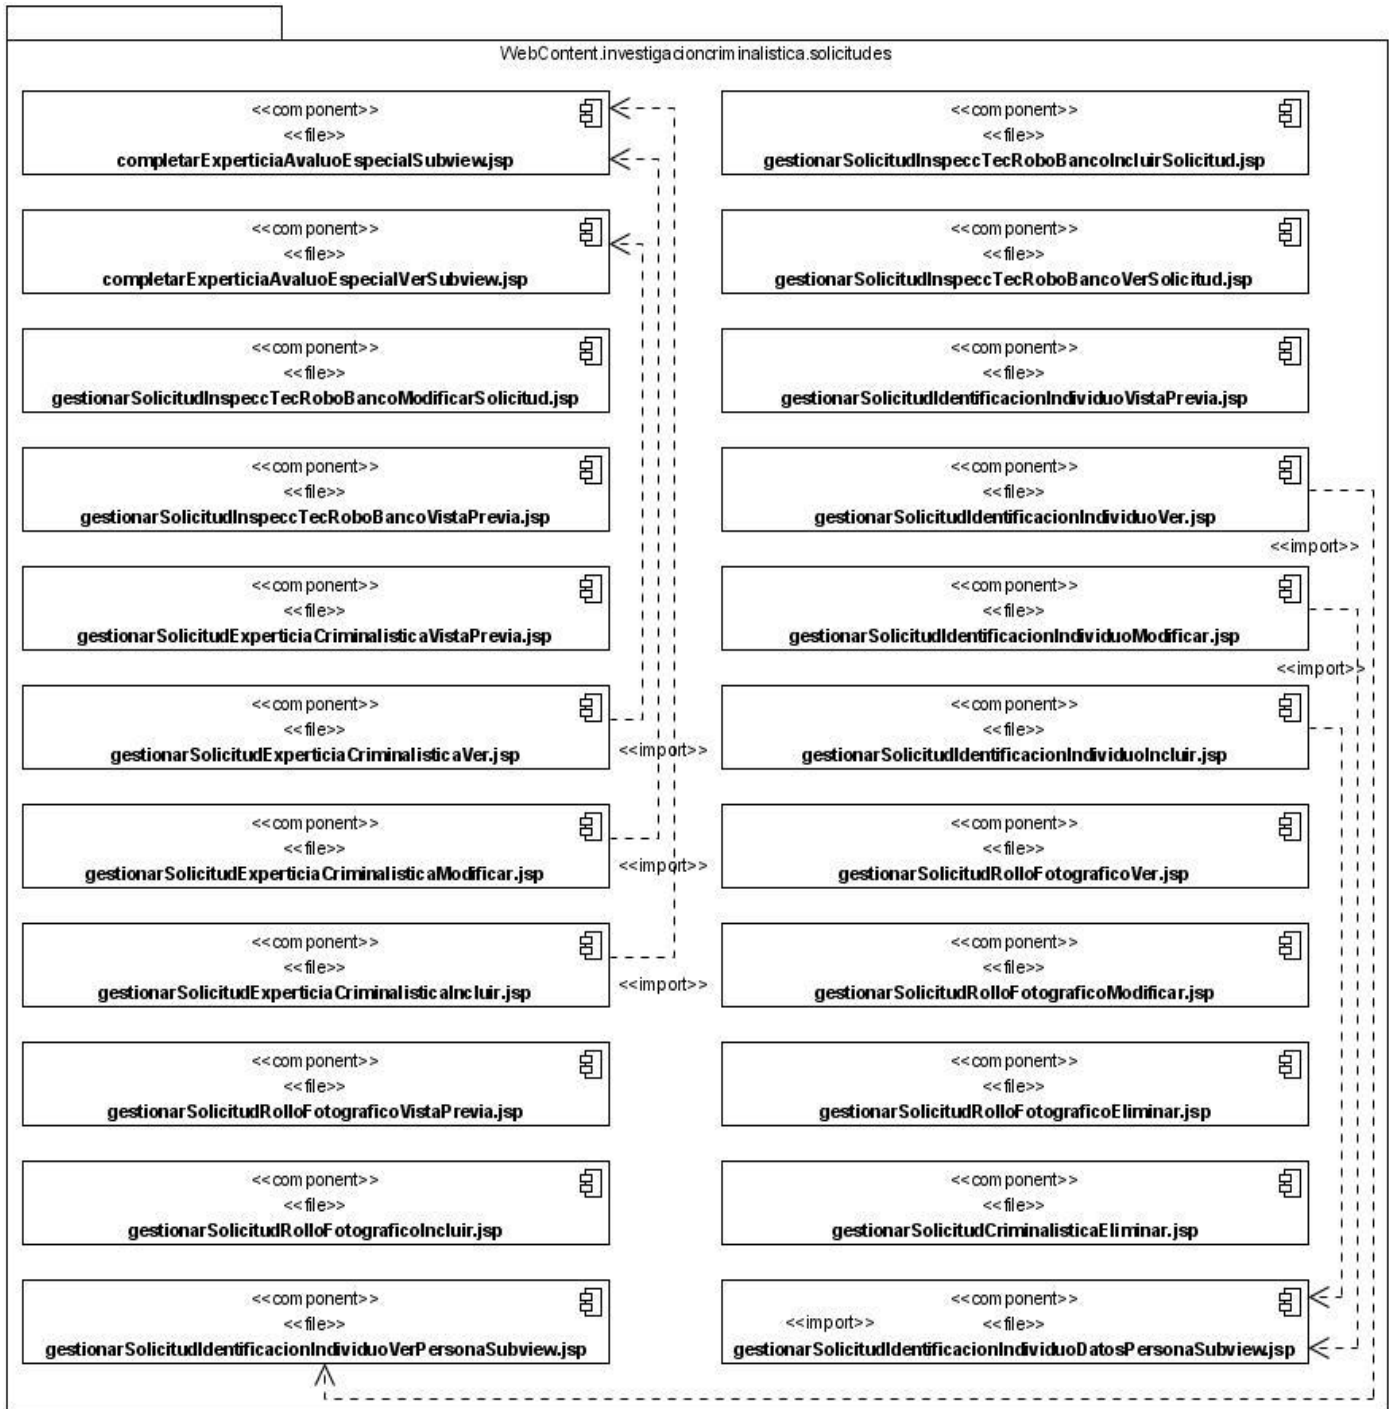 WebContent.investigacioncriminalistica.solicitudes
<<component>>
<<file>>
completarExperticiaAvaluoEspecialSubview.jsp
<<component>>
<<file>>
gestionarSolicitudInspeccTecRoboBancoIncluirSolicitud.jsp
<<component>>
<<file>>
completarExperticiaAvaluoEspecialVerSubview.jsp
<<component>>
<<file>>
gestionarSolicitudInspeccTecRoboBancoVerSolicitud.jsp
<<component>>
<<file>>
gestionarSolicitudInspeccTecRoboBancoModificarSolicitud.jsp
<<component>>
<<file>>
gestionarSolicitudIdentificacionIndividuoVistaPrevia.jsp
<<component>>
<<file>>
gestionarSolicitudInspeccTecRoboBancoVistaPrevia.jsp
<<component>>
<<file>>
gestionarSolicitudIdentificacionIndividuoVer.jsp
<<import>>
<<component>>
<<file>>
gestionarSolicitudExperticiaCriminalisticaVistaPrevia.jsp
<<component>>
<<file>>
gestionarSolicitudIdentificacionIndividuoModificar.jsp
<<import>>
<<component>>
<<file>>
gestionarSolicitudExperticiaCriminalisticaVer.jsp
<<import>>
<<component>>
<<file>>
gestionarSolicitudIdentificacionIndividuoIncluir.jsp
<<component>>
<<file>>
gestionarSolicitudExperticiaCriminalisticaModificar.jsp
<<import>>
<<component>>
<<file>>
gestionarSolicitudRolloFotograficoVer.jsp
<<component>>
<<file>>
gestionarSolicitudExperticiaCriminalisticaIncluir.jsp
<<import>>
<<component>>
<<file>>
gestionarSolicitudRolloFotograficoModificar.jsp
<<component>>
<<file>>
gestionarSolicitudRolloFotograficoVistaPrevia.jsp
<<component>>
<<file>>
gestionarSolicitudRolloFotograficoEliminar.jsp
<<component>>
<<file>>
gestionarSolicitudRolloFotograficoIncluir.jsp
<<component>>
<<file>>
gestionarSolicitudCriminalisticaEliminar.jsp
<<component>>
<<file>>
gestionarSolicitudIdentificacionIndividuoVerPersonaSubview.jsp
<<component>>
<<import>>
<<file>>
gestionarSolicitudIdentificacionIndividuoDatosPersonaSubview.jsp